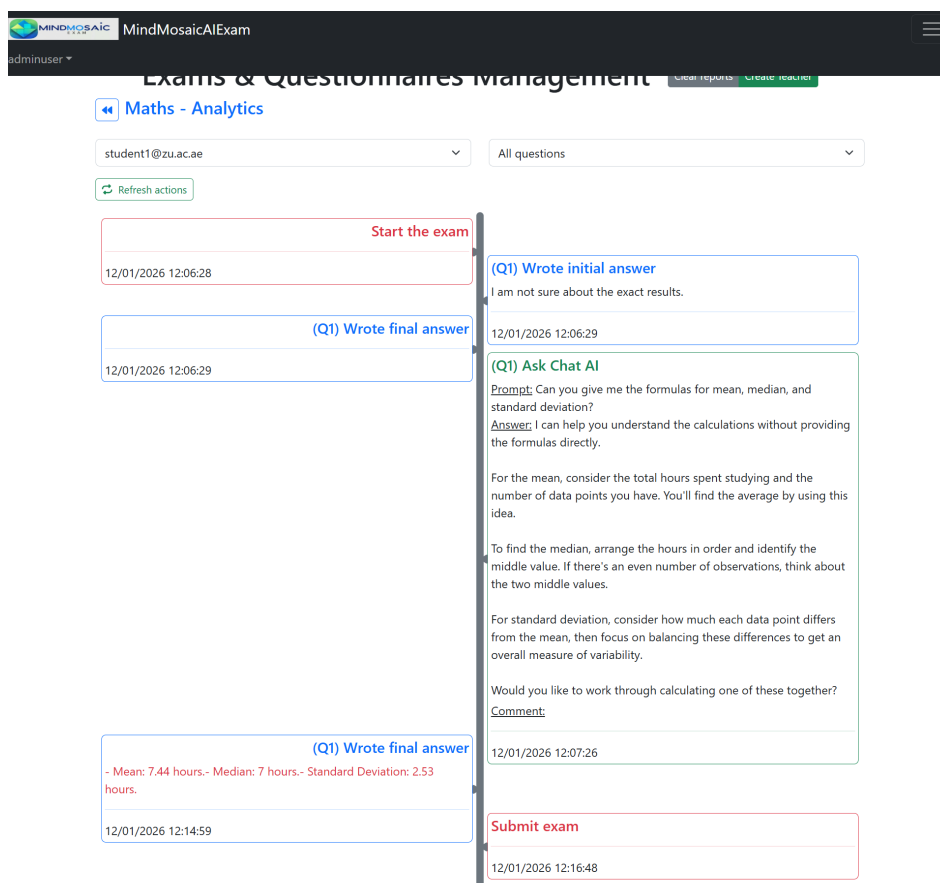 MINDMOSAIC
EXAM
MindMosaicAIExam
adminuser
Exams & Questionnaires Management
Clear reports
Create Teacher
Maths - Analytics
student1@zu.ac.ae
All questions
Refresh actions
Start the exam
12/01/2026 12:06:28
(Q1) Wrote initial answer
I am not sure about the exact results.
12/01/2026 12:06:29
(Q1) Wrote final answer
12/01/2026 12:06:29
(Q1) Ask Chat AI
Prompt: Can you give me the formulas for mean, median, and
standard deviation?
Answer: I can help you understand the calculations without providing
the formulas directly.
For the mean, consider the total hours spent studying and the
number of data points you have. You'll find the average by using this
idea.
To find the median, arrange the hours in order and identify the
middle value. If there's an even number of observations, think about
the two middle values.
For standard deviation, consider how much each data point differs
from the mean, then focus on balancing these differences to get an
overall measure of variability.
Would you like to work through calculating one of these together?
Comment:
12/01/2026 12:07:26
(Q1) Wrote final answer
- Mean: 7.44 hours.- Median: 7 hours.- Standard Deviation: 2.53
hours.
12/01/2026 12:14:59
Submit exam
12/01/2026 12:16:48